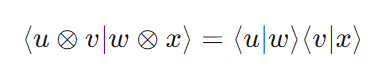 ⟨u ⊗ v|w ⊗ x⟩ = ⟨u|w⟩⟨v|x⟩